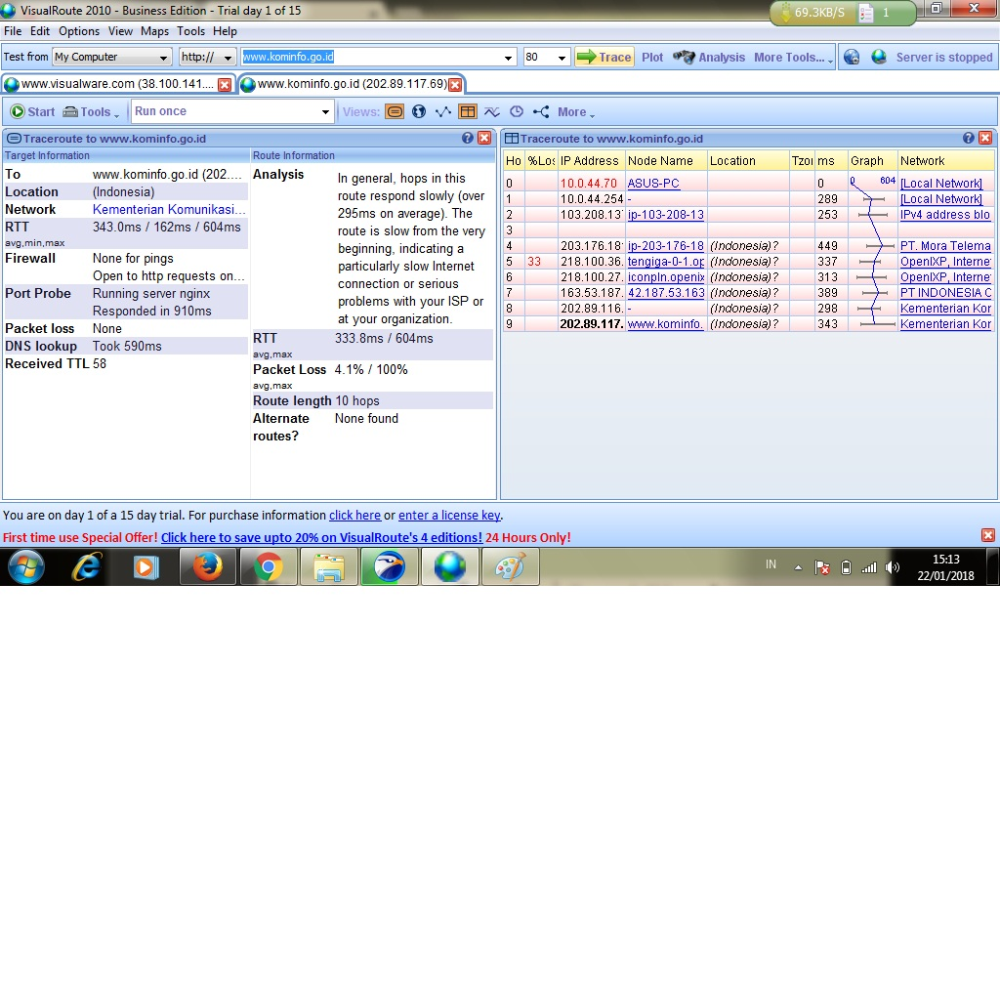 VisualRoute 2010 - Business Edition - Trial day 1 of 15
69.3KB/S 1
File Edit Options View Maps Tools Help
Test from My Computer http:// www.kominfo.go.id 80 Trace Plot Analysis More Tools... Server is stopped
www.visualware.com (38.100.141.... www.kominfo.go.id (202.89.117.69)
Start Tools Run once Views: More
Traceroute to www.kominfo.go.id
Target Information
To www.kominfo.go.id (202....
Location (Indonesia)
Network Kementerian Komunikasi...
RTT 343.0ms / 162ms / 604ms
avg,min,max
Firewall None for pings
Open to http requests on...
Port Probe Running server nginx
Responded in 910ms
Packet loss None
DNS lookup Took 590ms
Received TTL 58
Route Information
Analysis In general, hops in this
route respond slowly (over
295ms on average). The
route is slow from the very
beginning, indicating a
particularly slow Internet
connection or serious
problems with your ISP or
at your organization.
RTT 333.8ms / 604ms
avg,max
Packet Loss 4.1% / 100%
avg,max
Route length 10 hops
Alternate None found
routes?
Traceroute to www.kominfo.go.id
Ho %Los IP Address Node Name Location Tzon ms Graph Network
0 10.0.44.70 ASUS-PC 0 0 604 [Local Network]
1 10.0.44.254 - 289 [Local Network]
2 103.208.13 ip-103-208-13 253 IPv4 address blo
3
4 203.176.18 ip-203-176-18 (Indonesia)? 449 PT. Mora Telema
5 33 218.100.36. tengiga-0-1.op (Indonesia)? 337 OpenIXP, Interne
6 218.100.27. iconpln.openix (Indonesia)? 313 OpenIXP, Interne
7 163.53.187. 42.187.53.163 (Indonesia)? 389 PT INDONESIA C
8 202.89.116. - (Indonesia)? 298 Kementerian Kor
9 202.89.117. www.kominfo. (Indonesia)? 343 Kementerian Kor
You are on day 1 of a 15 day trial. For purchase information click here or enter a license key.
First time use Special Offer! Click here to save upto 20% on VisualRoute's 4 editions! 24 Hours Only!
IN
15:13
22/01/2018